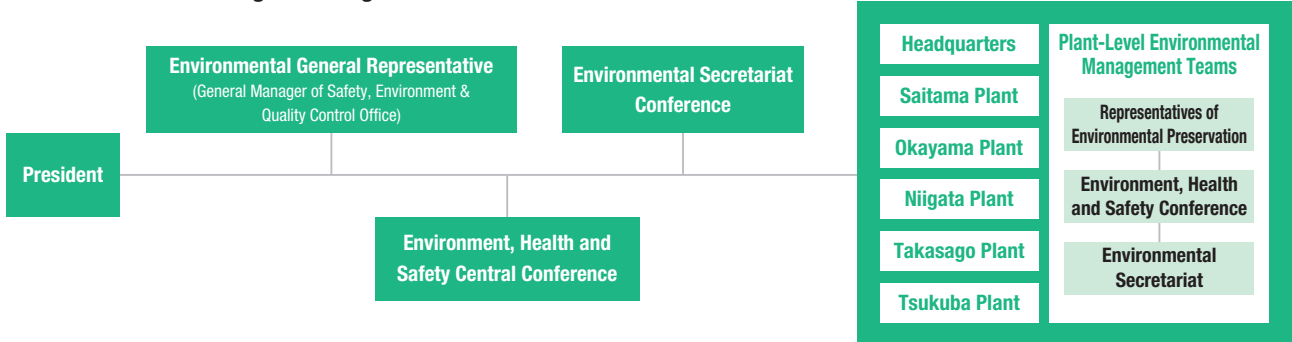 President
Environmental General Representative
(General Manager of Safety, Environment &
Quality Control Office)
Environmental Secretariat
Conference
Environment, Health and
Safety Central Conference
Headquarters
Saitama Plant
Okayama Plant
Niigata Plant
Takasago Plant
Tsukuba Plant
Plant-Level Environmental
Management Teams
Representatives of
Environmental Preservation
Environment, Health
and Safety Conference
Environmental
Secretariat